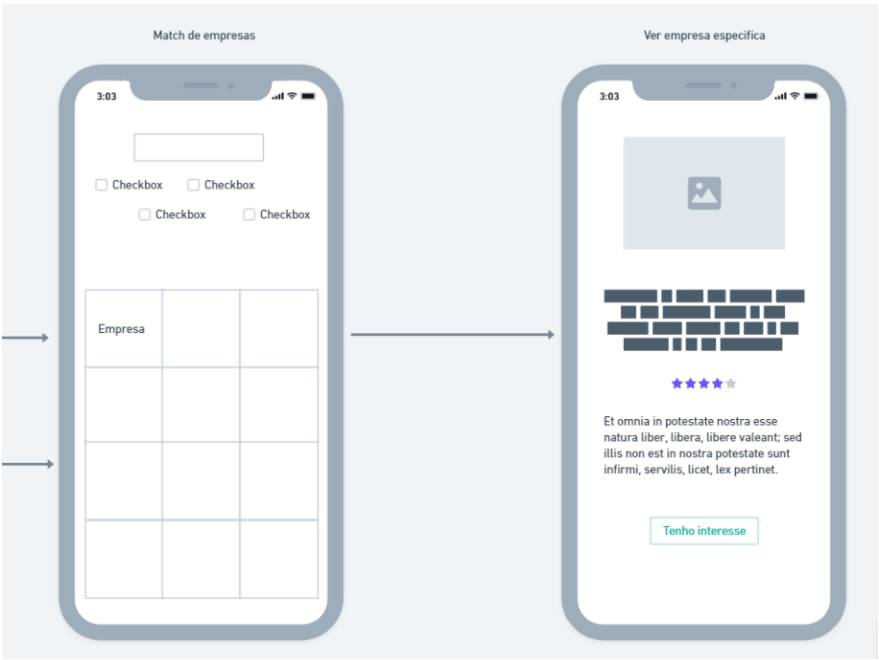 Match de empresas
Ver empresa especifica
3:03
Checkbox
Checkbox
Checkbox
Checkbox
Empresa
3:03
Et omnia in potestate nostra esse
natura liber, libera, libere valeant; sed
illis non est in nostra potestate sunt
infirmi, servilis, licet, lex pertinet.
Tenho interesse